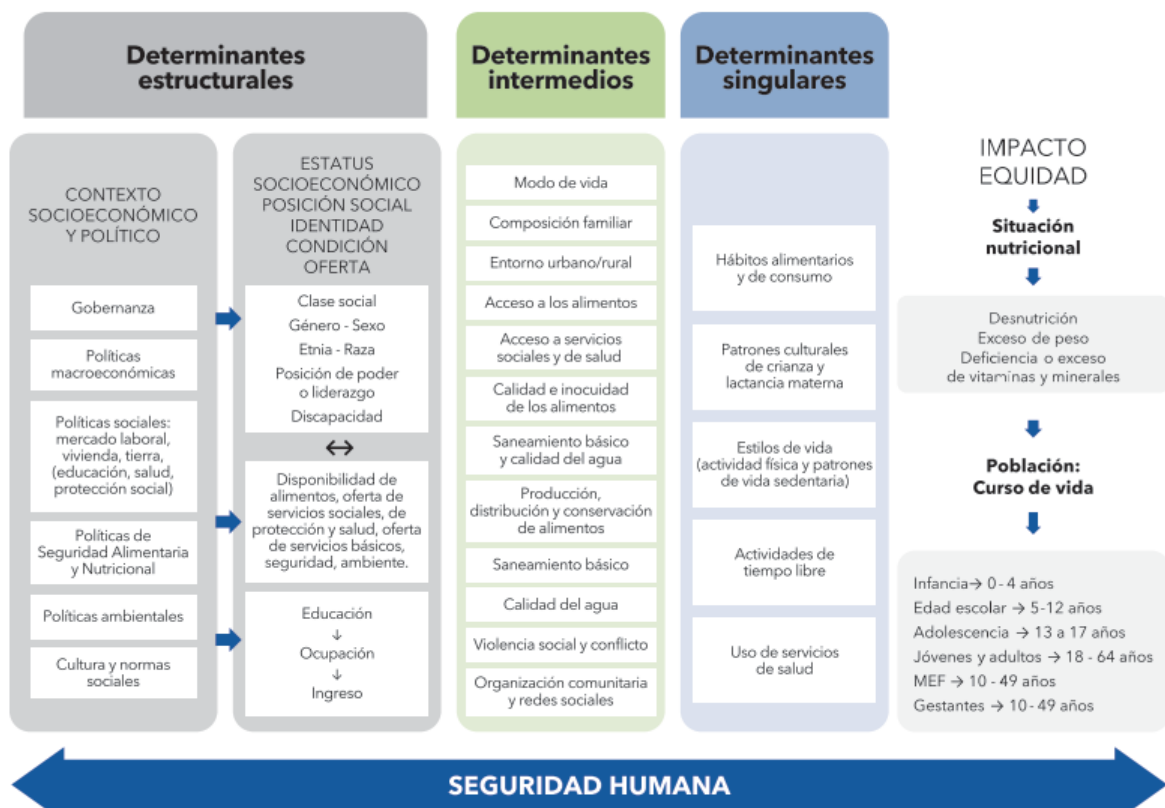 Determinantes
estructurales
Determinantes
intermedios
Determinantes
singulares
CONTEXTO
SOCIOECONÓMICO
Y POLÍTICO
Gobernanza
Políticas
macroeconómicas
Políticas sociales:
mercado laboral,
vivienda, tierra,
(educación, salud,
protección social)
Políticas de
Seguridad Alimentaria
y Nutricional
Políticas ambientales
Cultura y normas
sociales
ESTATUS
SOCIOECONÓMICO
POSICIÓN SOCIAL
IDENTIDAD
CONDICIÓN
OFERTA
Clase social
Género - Sexo
Etnia - Raza
Posición de poder
o liderazgo
Discapacidad
↔
Disponibilidad de
alimentos, oferta de
servicios sociales, de
protección y salud, oferta
de servicios básicos,
seguridad, ambiente.
Educación
↓
Ocupación
↓
Ingreso
Modo de vida
Composición familiar
Entorno urbano/rural
Acceso a los alimentos
Acceso a servicios
sociales y de salud
Calidad e inocuidad
de los alimentos
Saneamiento básico
y calidad del agua
Producción,
distribución y conservación
de alimentos
Saneamiento básico
Calidad del agua
Violencia social y conflicto
Organización comunitaria
y redes sociales
Hábitos alimentarios
y de consumo
Patrones culturales
de crianza y
lactancia materna
Estilos de vida
(actividad física y patrones
de vida sedentaria)
Actividades de
tiempo libre
Uso de servicios
de salud
IMPACTO
EQUIDAD
Situación
nutricional
Desnutrición
Exceso de peso
Deficiencia o exceso
de vitaminas y minerales
Población:
Curso de vida
Infancia→ 0 - 4 años
Edad escolar → 5-12 años
Adolescencia → 13 a 17 años
Jóvenes y adultos → 18 - 64 años
MEF → 10 - 49 años
Gestantes → 10 - 49 años
SEGURIDAD HUMANA